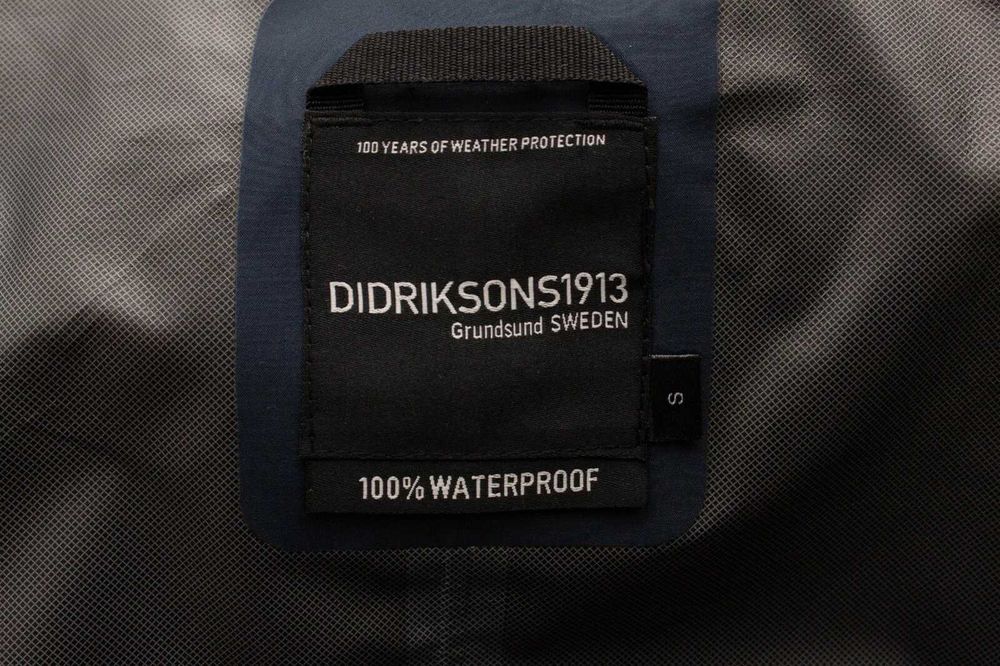 100 YEARS OF WEATHER PROTECTION
DIDRIKSONS1913
Grundsund SWEDEN
S
100% WATERPROOF